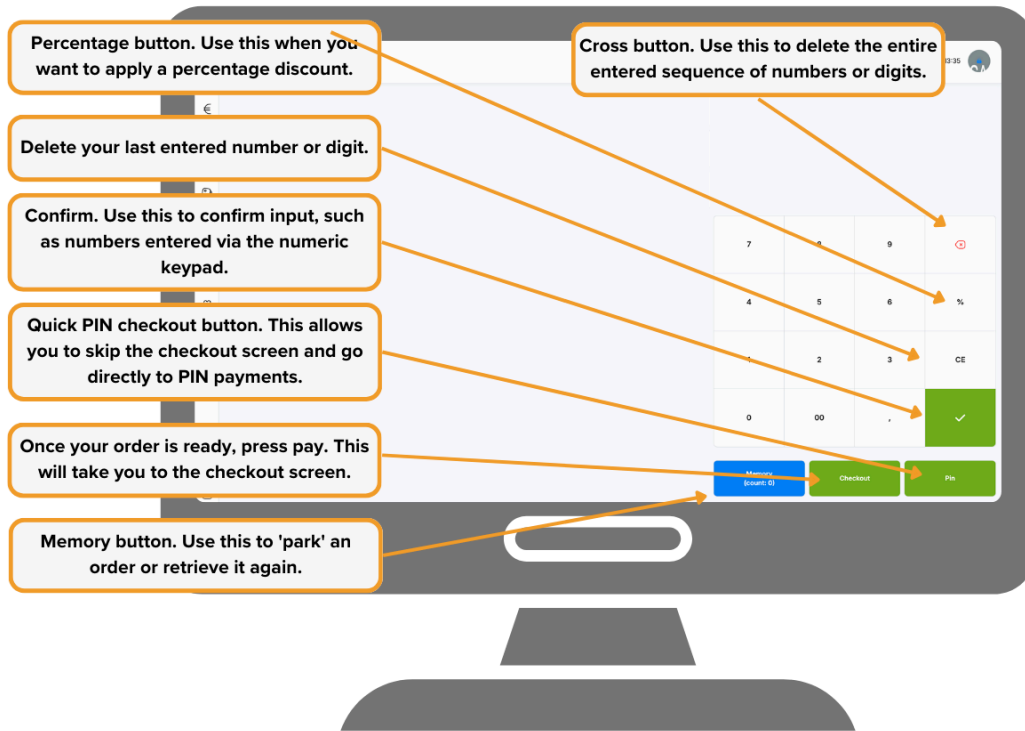 Percentage button. Use this when you
want to apply a percentage discount.
Cross button. Use this to delete the entire
entered sequence of numbers or digits.
13:35
€
Delete your last entered number or digit.
Confirm. Use this to confirm input, such
as numbers entered via the numeric
keypad.
7 8 9
4 5 6 %
Quick PIN checkout button. This allows
you to skip the checkout screen and go
directly to PIN payments.
1 2 3 CE
0 00 ,
Once your order is ready, press pay. This
will take you to the checkout screen.
Memory
(count: 0)
Checkout
Pin
Memory button. Use this to 'park' an
order or retrieve it again.